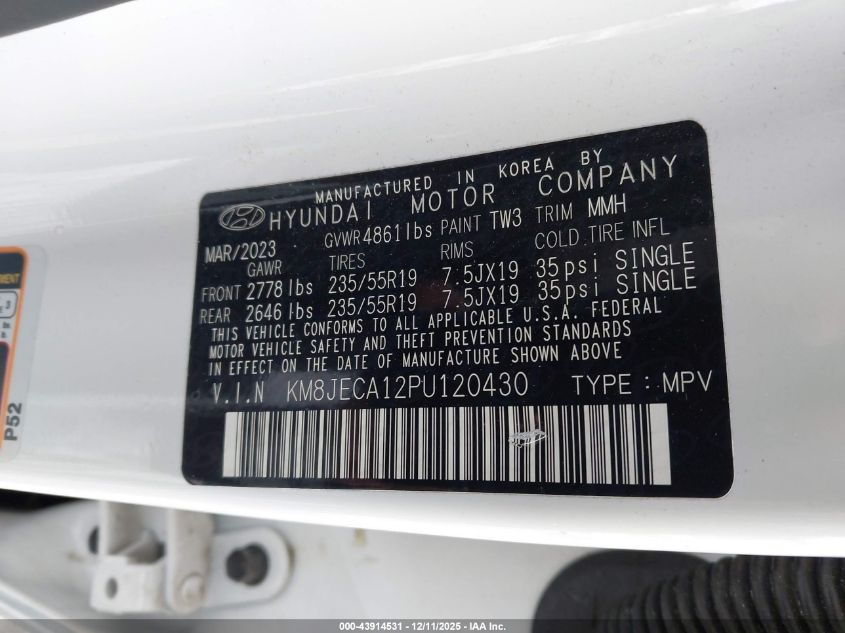 MANUFACTURED IN KOREA BY
HYUNDAI MOTOR COMPANY
MAR/2023 GVWR 4861 lbs PAINT TW3 TRIM MMH
GAWR TIRES RIMS COLD TIRE INFL
FRONT 2778 lbs 235/55R19 7.5JX19 35psi SINGLE
REAR 2646 lbs 235/55R19 7.5JX19 35psi SINGLE
THIS VEHICLE CONFORMS TO ALL APPLICABLE U.S.A. FEDERAL
MOTOR VEHICLE SAFETY AND THEFT PREVENTION STANDARDS
IN EFFECT ON THE DATE OF MANUFACTURE SHOWN ABOVE
V.I.N KM8JECA12PU120430 TYPE : MPV
3
P52
000-43914531 - 12/11/2025 - IAA Inc.